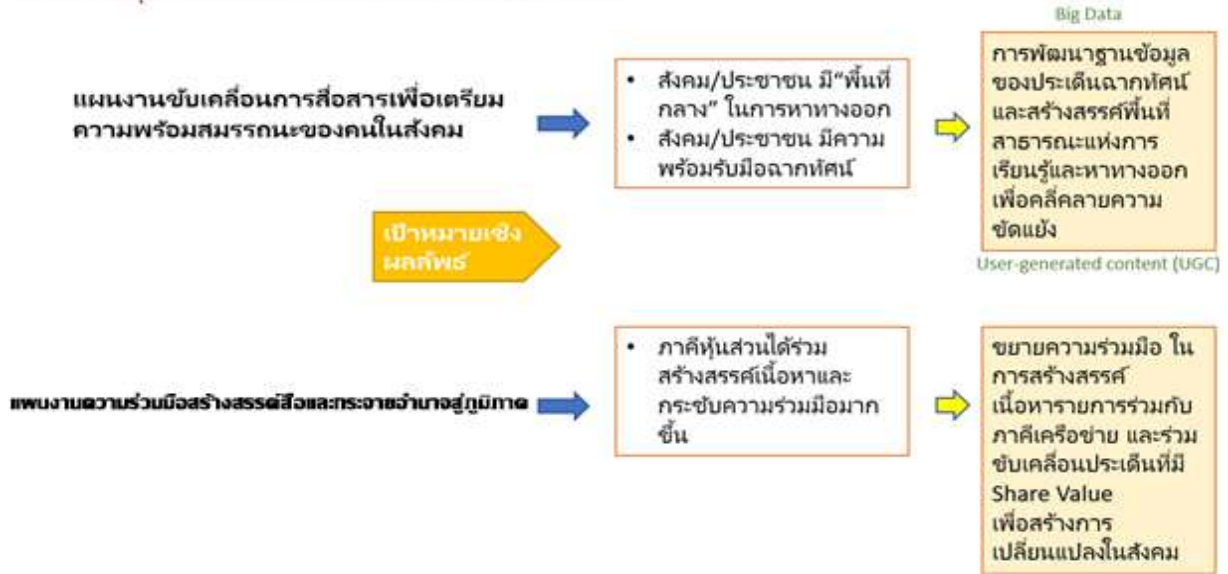 Big Data
แผนงานขับเคลื่อนการสื่อสารเพื่อเตรียม
ความพร้อมสมรรถนะของคนในสังคม
• สังคม/ประชาชน มี“พื้นที่
กลาง” ในการหาทางออก
• สังคม/ประชาชน มีความ
พร้อมรับมือฉากทัศน์
การพัฒนาฐานข้อมูล
ของประเด็นฉากทัศน์
และสร้างสรรค์พื้นที่
สาธารณะแห่งการ
เรียนรู้และหาทางออก
เพื่อคลี่คลายความ
ขัดแย้ง
User-generated content (UGC)
เป้าหมายเชิง
ผลลัพธ์
แผนงานความร่วมมือสร้างสรรค์สื่อและกระจายอำนาจสู่ภูมิภาค
• ภาคีหุ้นส่วนได้ร่วม
สร้างสรรค์เนื้อหาและ
กระชับความร่วมมือมาก
ขึ้น
ขยายความร่วมมือ ใน
การสร้างสรรค์
เนื้อหารายการร่วมกับ
ภาคีเครือข่าย และร่วม
ขับเคลื่อนประเด็นที่มี
Share Value
เพื่อสร้างการ
เปลี่ยนแปลงในสังคม